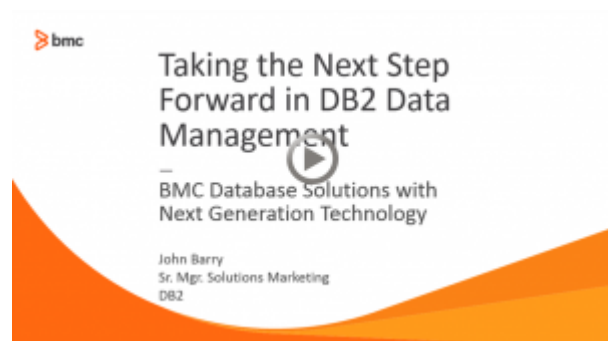 bmc
Taking the Next Step
Forward in DB2 Data
Management
BMC Database Solutions with
Next Generation Technology
John Barry
Sr. Mgr. Solutions Marketing
DB2